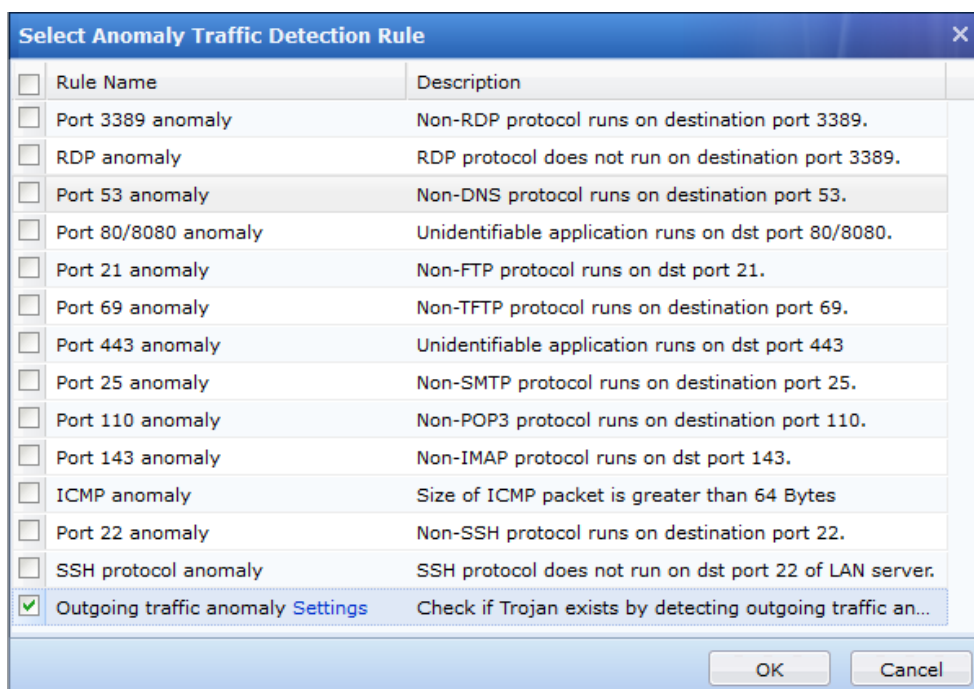 Select Anomaly Traffic Detection Rule
Rule Name Description
Port 3389 anomaly Non-RDP protocol runs on destination port 3389.
RDP anomaly RDP protocol does not run on destination port 3389.
Port 53 anomaly Non-DNS protocol runs on destination port 53.
Port 80/8080 anomaly Unidentifiable application runs on dst port 80/8080.
Port 21 anomaly Non-FTP protocol runs on dst port 21.
Port 69 anomaly Non-TFTP protocol runs on destination port 69.
Port 443 anomaly Unidentifiable application runs on dst port 443
Port 25 anomaly Non-SMTP protocol runs on destination port 25.
Port 110 anomaly Non-POP3 protocol runs on destination port 110.
Port 143 anomaly Non-IMAP protocol runs on dst port 143.
ICMP anomaly Size of ICMP packet is greater than 64 Bytes
Port 22 anomaly Non-SSH protocol runs on destination port 22.
SSH protocol anomaly SSH protocol does not run on dst port 22 of LAN server.
Outgoing traffic anomaly Settings Check if Trojan exists by detecting outgoing traffic an...
OK Cancel